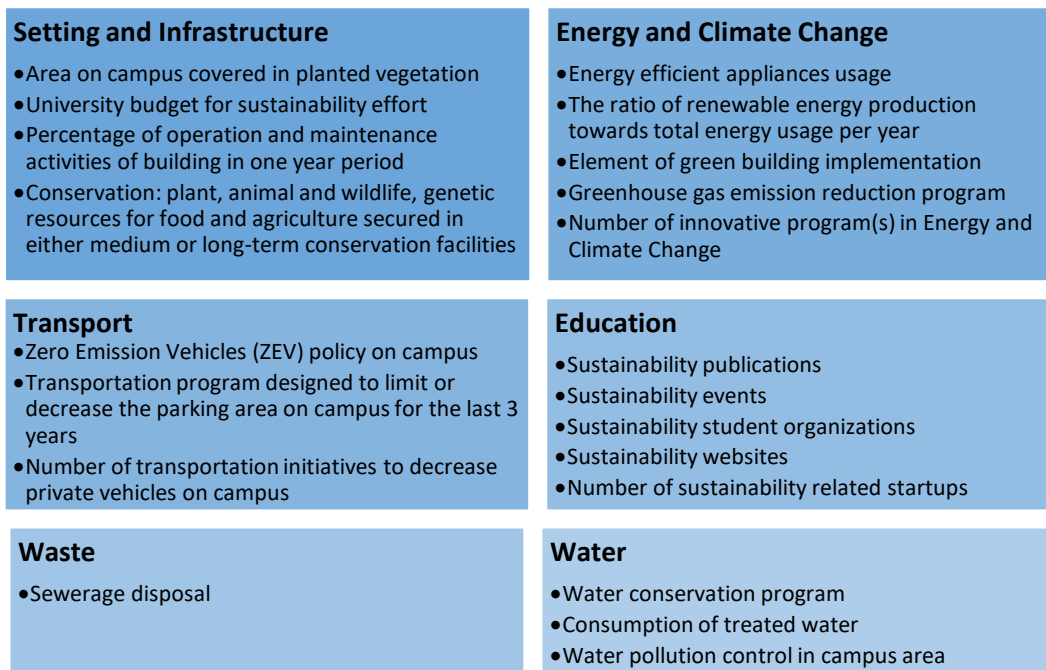 Setting and Infrastructure
•Area on campus covered in planted vegetation
•University budget for sustainability effort
•Percentage of operation and maintenance
activities of building in one year period
•Conservation: plant, animal and wildlife, genetic
resources for food and agriculture secured in
either medium or long-term conservation facilities
Energy and Climate Change
•Energy efficient appliances usage
•The ratio of renewable energy production
towards total energy usage per year
•Element of green building implementation
•Greenhouse gas emission reduction program
•Number of innovative program(s) in Energy and
Climate Change
Transport
•Zero Emission Vehicles (ZEV) policy on campus
•Transportation program designed to limit or
decrease the parking area on campus for the last 3
years
•Number of transportation initiatives to decrease
private vehicles on campus
Education
•Sustainability publications
•Sustainability events
•Sustainability student organizations
•Sustainability websites
•Number of sustainability related startups
Waste
•Sewerage disposal
Water
•Water conservation program
•Consumption of treated water
•Water pollution control in campus area